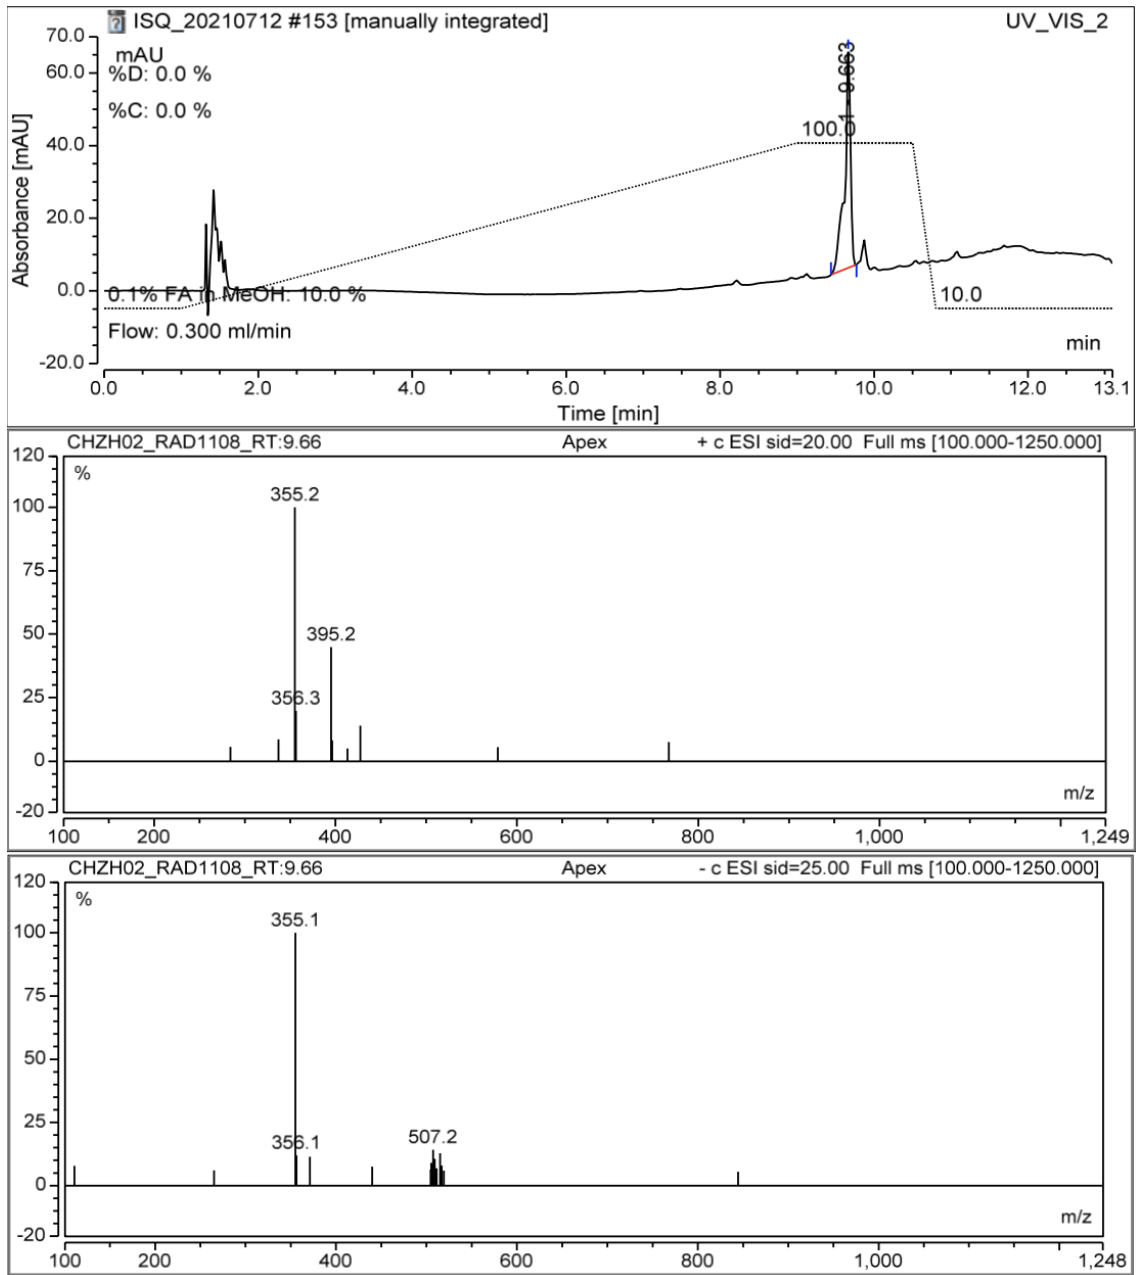 ISQ_20210712 #153 [manually integrated] UV_VIS_2
70.0
mAU
60.0
%D: 0.0 %
%C: 0.0 %
1 9.663
100.0
40.0
20.0
0.0
0.1% FA in MeOH: 10.0 %
10.0
Flow: 0.300 ml/min
min
-20.0
Absorbance [mAU]
0.0 2.0 4.0 6.0 8.0 10.0 12.0 13.1
Time [min]
CHZH02_RAD1108_RT:9.66 Apex + c ESI sid=20.00 Full ms [100.000-1250.000]
120
%
355.2
100
75
395.2
50
356.3
25
0
m/z
-20
100 200 400 600 800 1,000 1,249
CHZH02_RAD1108_RT:9.66 Apex - c ESI sid=25.00 Full ms [100.000-1250.000]
120
%
355.1
100
75
50
25
356.1 507.2
0
m/z
-20
100 200 400 600 800 1,000 1,248